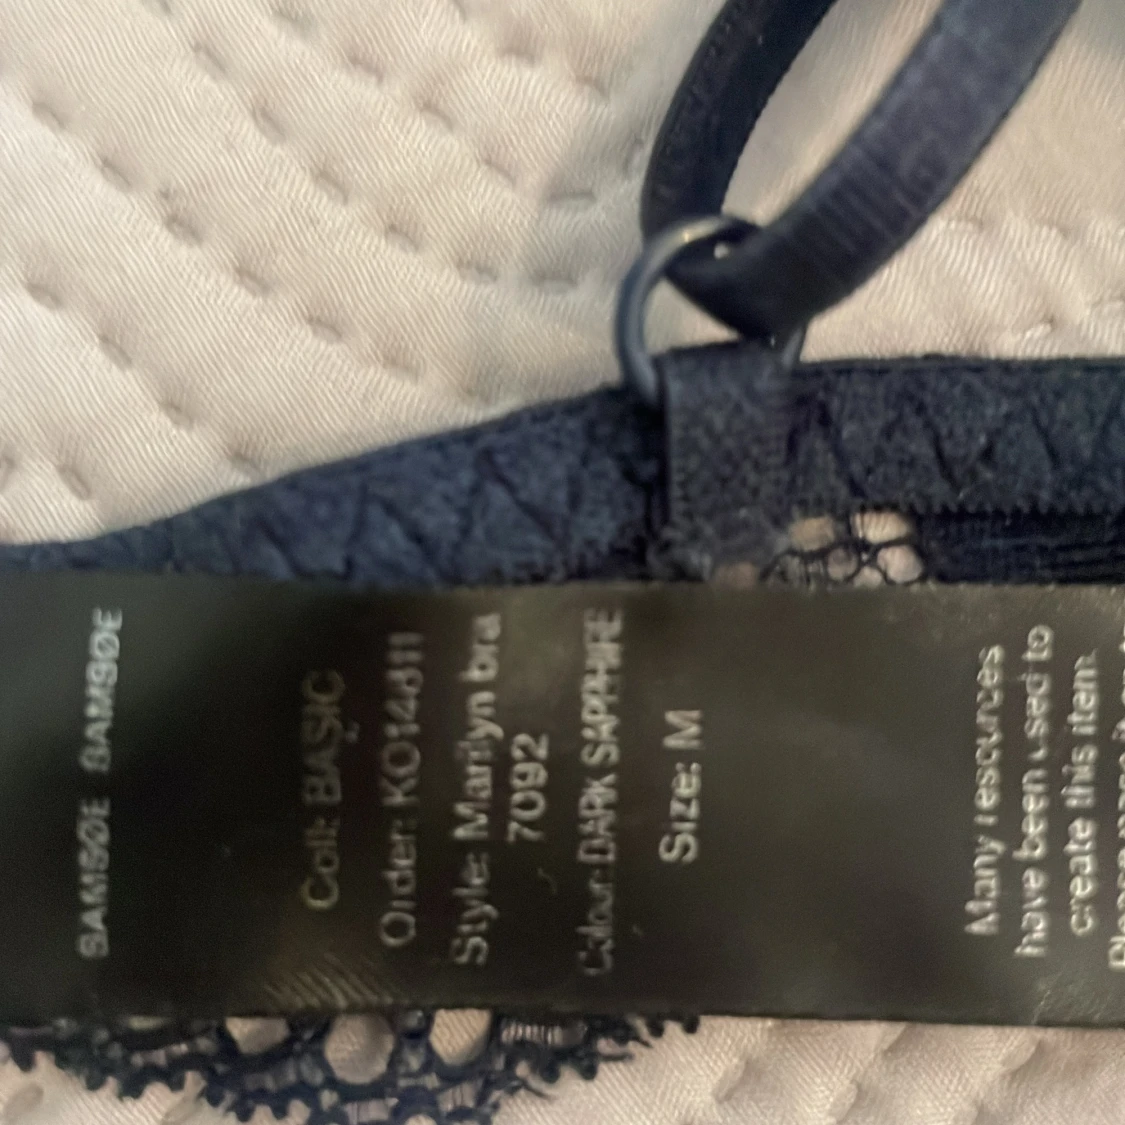 SAMSØE SAMSØE
Coll: BASIC
Order: KO14811
Style: Marilyn bra
7092
Colour: DARK SAPPHIRE
Size: M
Many resources
have been used to
create this item.
Please